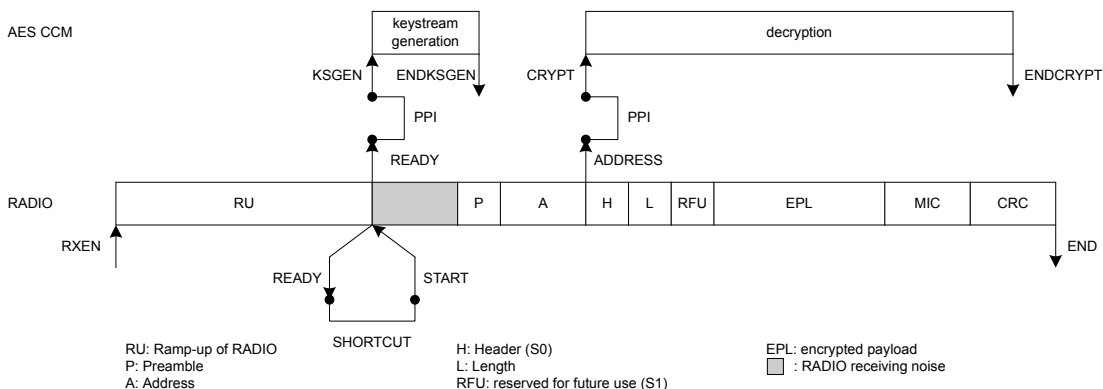 AES CCM
keystream
generation
decryption
KSGEN
ENDKSGEN
CRYPT
ENDCRYPT
PPI
PPI
READY
ADDRESS
RADIO
RU
P
A
H
L
RFU
EPL
MIC
CRC
RXEN
END
READY
START
SHORTCUT
RU: Ramp-up of RADIO
P: Preamble
A: Address
H: Header (S0)
L: Length
RFU: reserved for future use (S1)
EPL: encrypted payload
: RADIO receiving noise